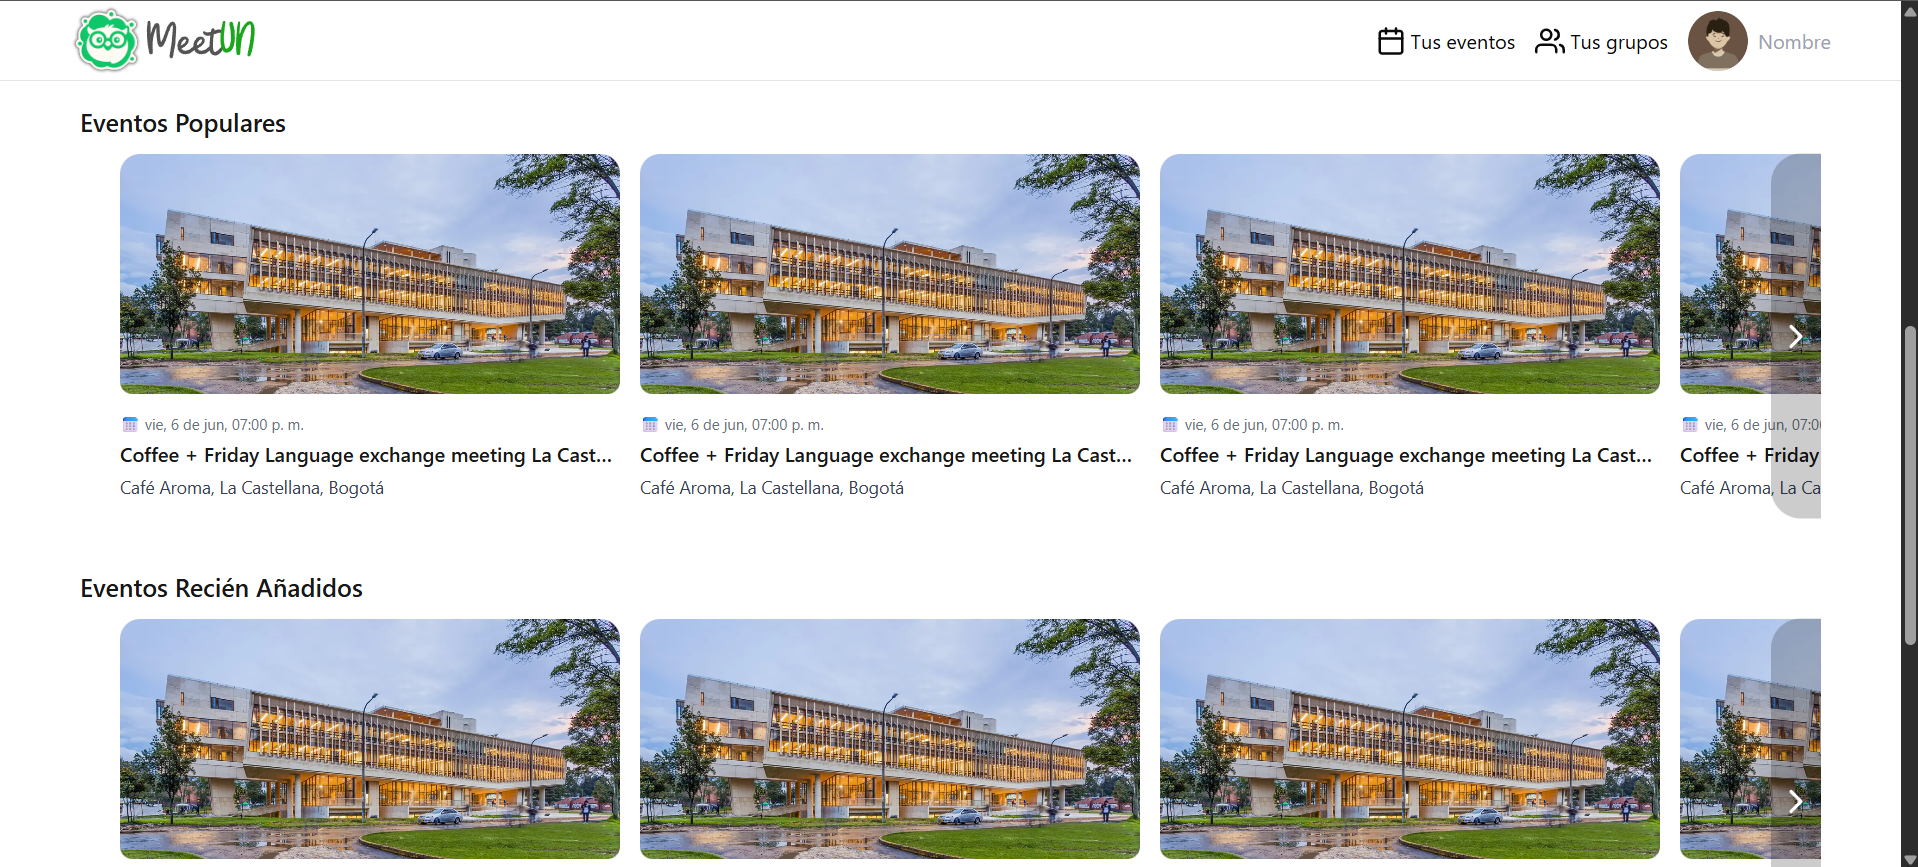 MeetUN
Tus eventos
Tus grupos
Nombre
Eventos Populares
vie, 6 de jun, 07:00 p. m.
Coffee + Friday Language exchange meeting La Cast...
Café Aroma, La Castellana, Bogotá
vie, 6 de jun, 07:00 p. m.
Coffee + Friday Language exchange meeting La Cast...
Café Aroma, La Castellana, Bogotá
vie, 6 de jun, 07:00 p. m.
Coffee + Friday Language exchange meeting La Cast...
Café Aroma, La Castellana, Bogotá
vie, 6 de jun, 07:0
Coffee + Friday
Café Aroma, La Ca
Eventos Recién Añadidos